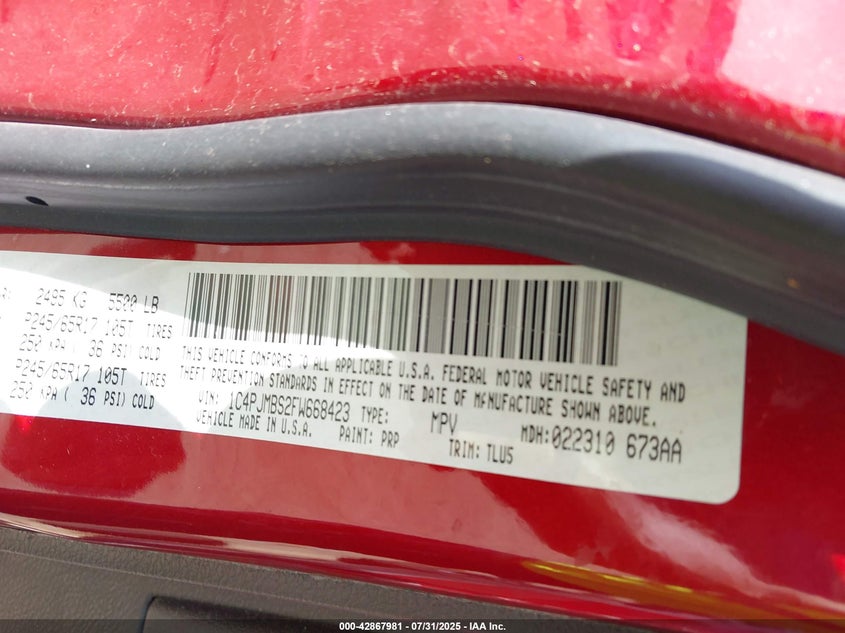 2495 KG 5500 LB
P245/65R17 105T TIRES
250 KPA ( 36 PSI) COLD
P245/65R17 105T TIRES
250 KPA ( 36 PSI) COLD
THIS VEHICLE CONFORMS TO ALL APPLICABLE U.S.A. FEDERAL MOTOR VEHICLE SAFETY AND
THEFT PREVENTION STANDARDS IN EFFECT ON THE DATE OF MANUFACTURE SHOWN ABOVE.
VIN: 1C4PJMBS2FW668423 TYPE: MPV MDH:022310 673AA
VEHICLE MADE IN U.S.A. PAINT: PRP TRIM: TLU5
000-42867981 - 07/31/2025 - IAA Inc.